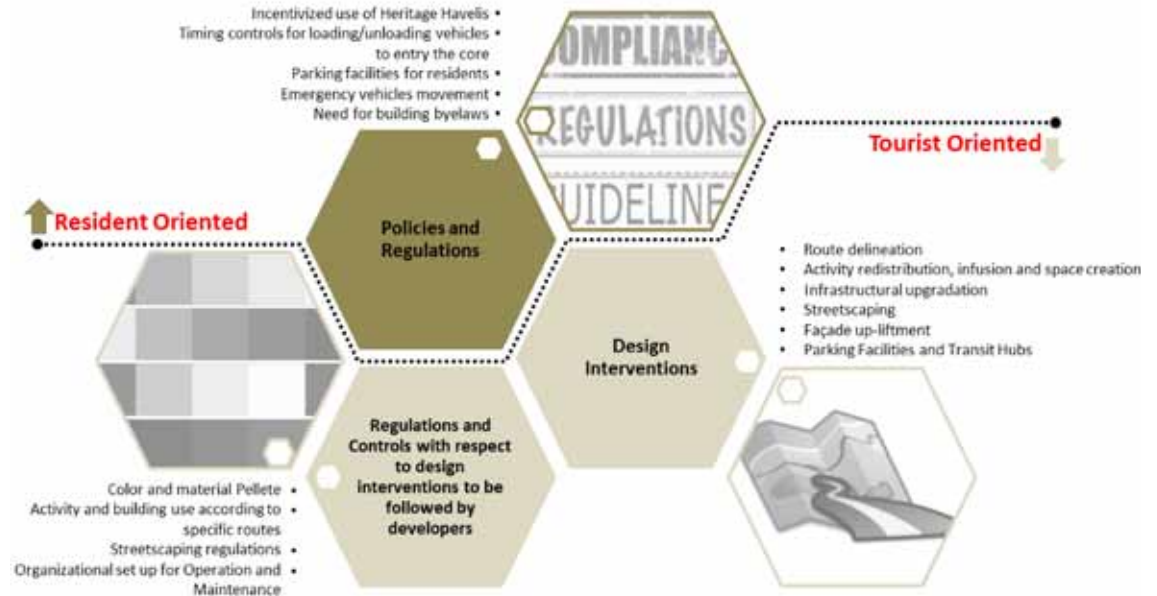 Incentivized use of Heritage Havelis •
Timing controls for loading/unloading vehicles •
to entry the core
Parking facilities for residents •
Emergency vehicles movement •
Need for building byelaws •
OMPLIANC
REGULATIONS
UIDELINE
Tourist Oriented
Resident Oriented
Policies and
Regulations
• Route delineation
• Activity redistribution, infusion and space creation
• Infrastructural upgradation
• Streetscaping
• Façade up-liftment
• Parking Facilities and Transit Hubs
Design
Interventions
Regulations and
Controls with respect
to design
interventions to be
followed by
developers
Color and material Pellete •
Activity and building use according to •
specific routes
Streetscaping regulations •
Organizational set up for Operation and •
Maintenance